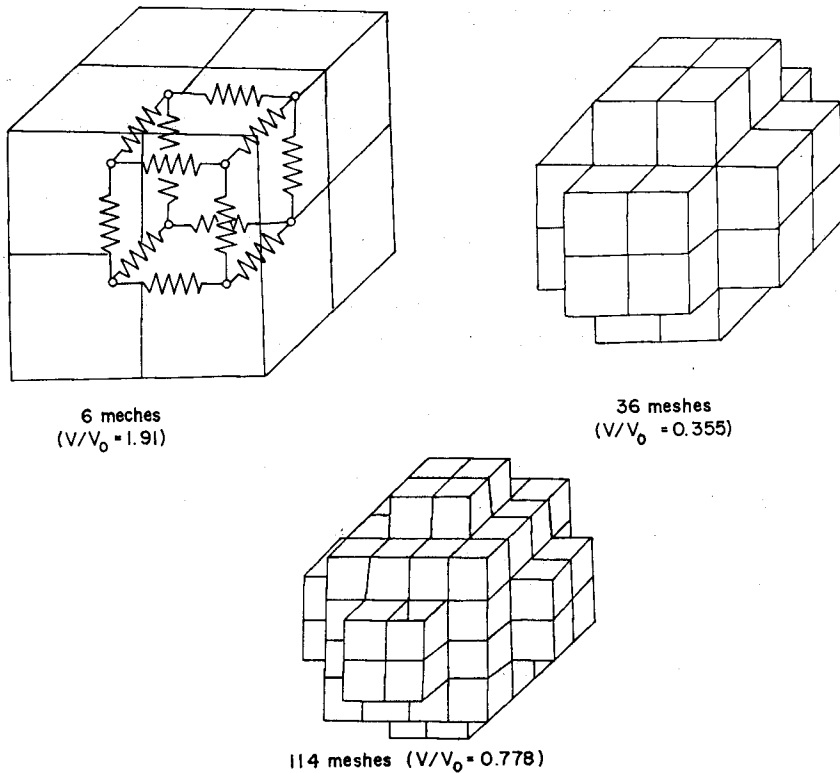 6 meches
(V/V₀ = 1.91)
36 meshes
(V/V₀ = 0.355)
114 meshes (V/V₀ = 0.778)